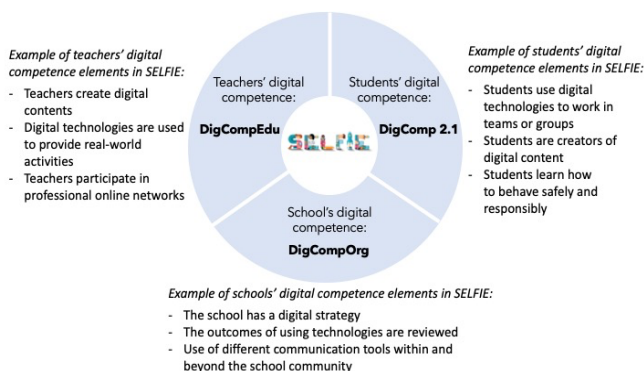 Example of teachers' digital
competence elements in SELFIE:
- Teachers create digital
contents
- Digital technologies are used
to provide real-world
activities
- Teachers participate in
professional online networks
Teachers' digital
competence:
DigCompEdu
Students' digital
competence:
DigComp 2.1
SELFIE
School's digital
competence:
DigCompOrg
Example of students' digital
competence elements in SELFIE:
- Students use digital
technologies to work in
teams or groups
- Students are creators of
digital content
- Students learn how
to behave safely and
responsibly
Example of schools' digital competence elements in SELFIE:
- The school has a digital strategy
- The outcomes of using technologies are reviewed
- Use of different communication tools within and
beyond the school community